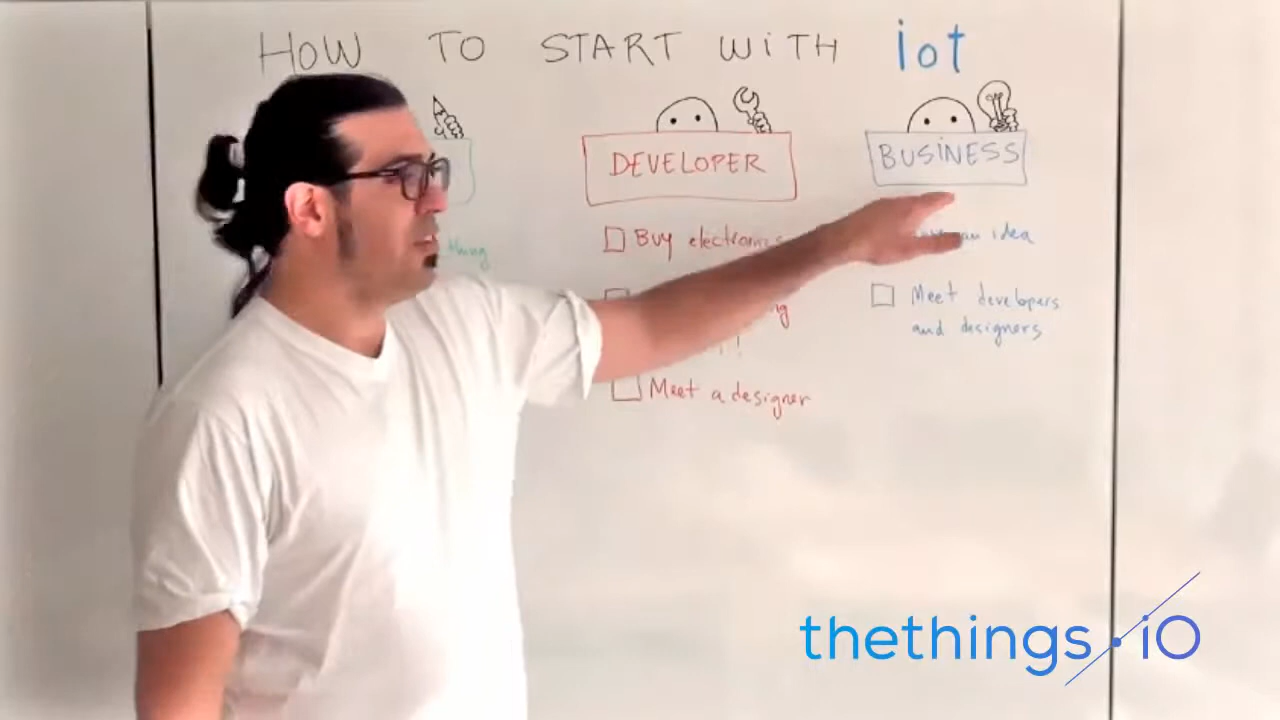 HOW TO START WITH iot
DEVELOPER
BUSINESS
thing
Buy electronics
an idea
Meet developers
and designers
Meet a designer
thethings.iO